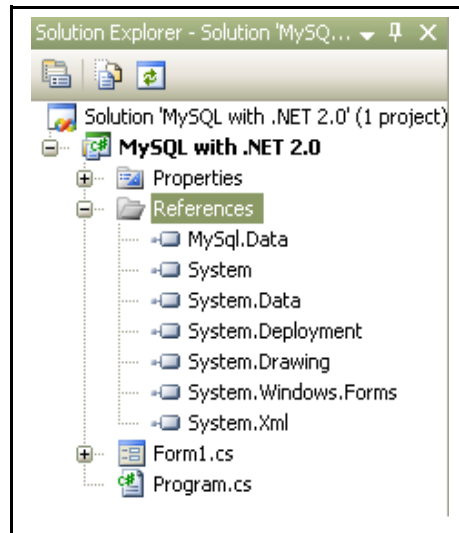 Solution Explorer - Solution 'MySQ...
Solution 'MySQL with .NET 2.0' (1 project)
MySQL with .NET 2.0
Properties
References
MySql.Data
System
System.Data
System.Deployment
System.Drawing
System.Windows.Forms
System.Xml
Form1.cs
Program.cs